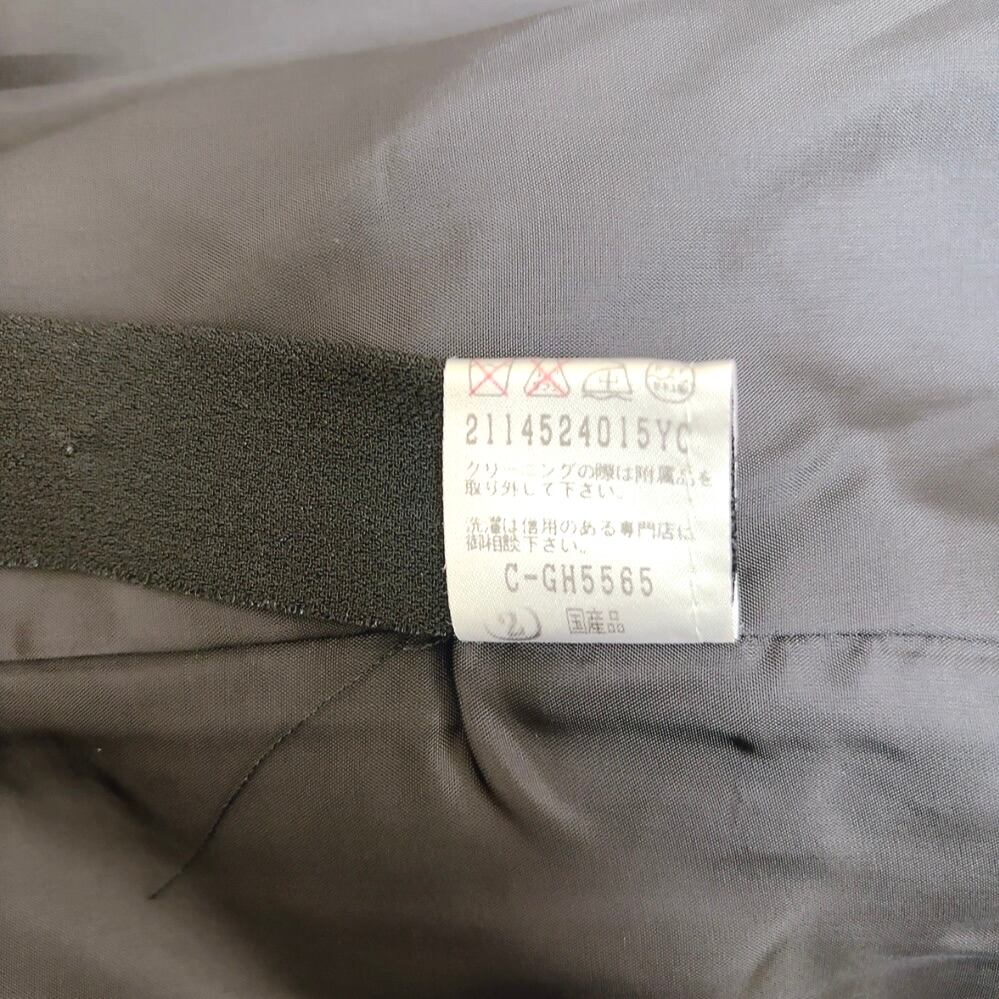 2114524015YC
クリーニングの際は附属品を
取り外して下さい。
洗濯は信用のある専門店に
御相談下さい。
C-GH5565
2 国産品